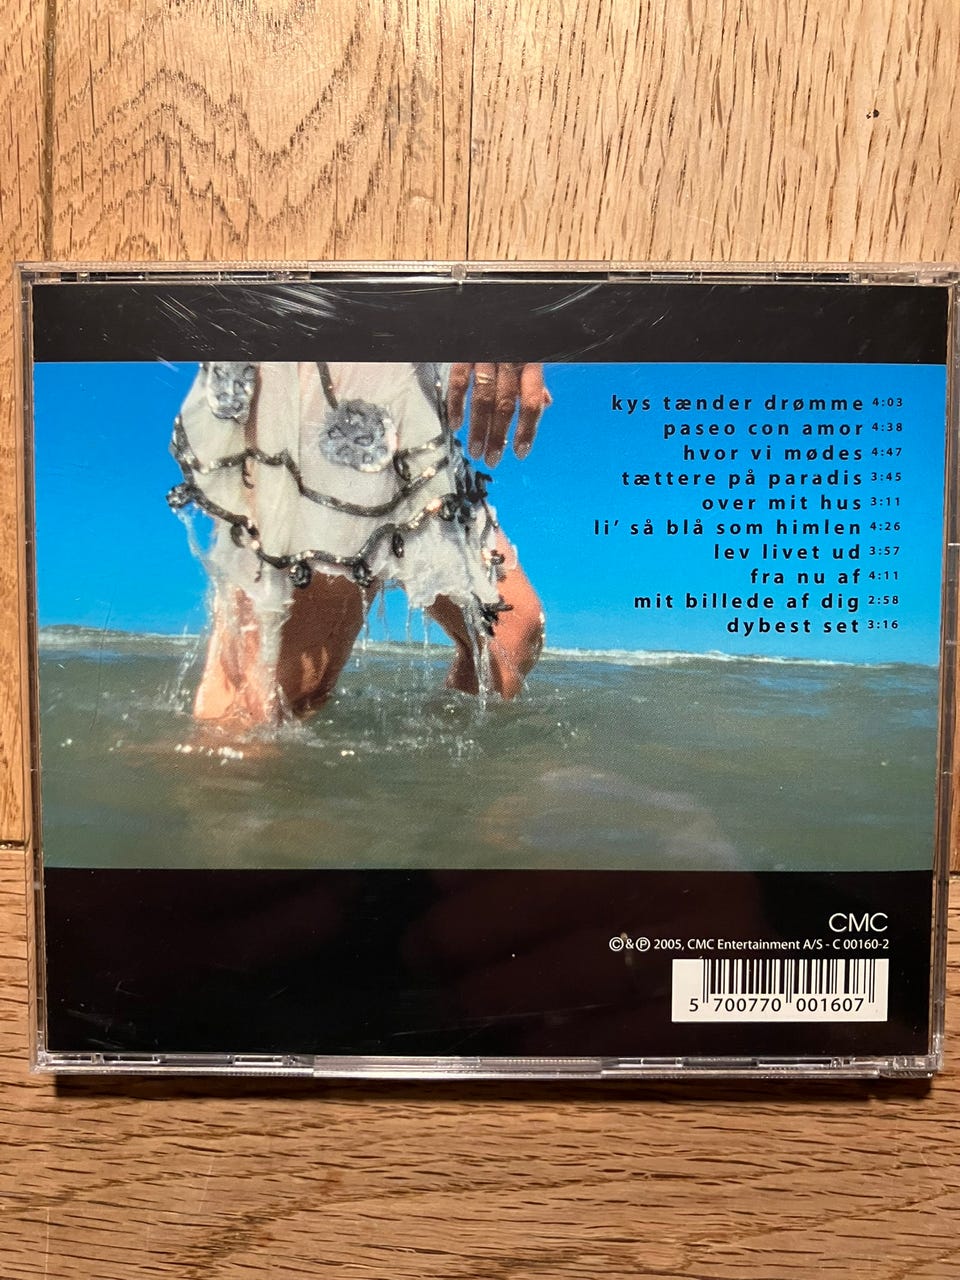 kys tænder drømme 4:03
paseo con amor 4:38
hvor vi mødes 4:47
tættere på paradis 3:45
over mit hus 3:11
li' så blå som himlen 4:26
lev livet ud 3:57
fra nu af 4:11
mit billede af dig 2:58
dybest set 3:16
CMC
©&℗ 2005, CMC Entertainment A/S - C 00160-2
5 700770 001607